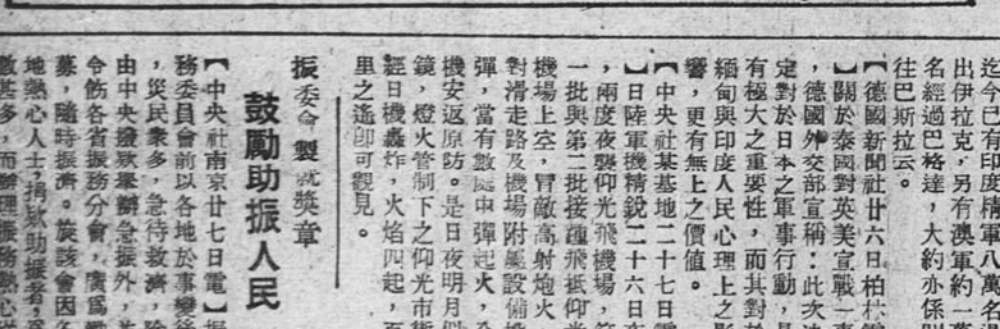 迄今已有印度精軍八萬名
出伊拉克，另有澳軍約一
名經過巴格達，大約亦係
往巴斯拉云。
【德國新聞社廿六日柏林
】關於泰國對英美宣戰一
，德國外交部宣稱：此次
定對於日本之軍事行動，
有極大之重要性，而其對於
緬甸與印度人民心理上之影
響，更有無上之價値。
【中央社某基地二十七日電
】日陸軍機精銳二十六日夜
，兩度夜襲仰光飛機場，第
一批與第二批接踵飛抵仰光
機場上空，冒敵高射炮火，
對滑走路及機場附屬設備投
彈，當有數處中彈起火，全
機安返原防。是日夜明月似
鏡，燈火管制下之仰光市街
經日機轟炸，火焰四起，百
里之遙卽可觀見。
振委會製就獎章
鼓勵助振人民
【中央社南京廿七日電】振
務委員會前以各地於事變後
，災民衆多，急待救濟，除
由中央撥欵舉辦急振外，並
令飭各省振務分會，廣爲勸
募，隨時振濟。旋該會因各
地熱心人士，捐欵助振者，爲
數甚多，而辦理振務熱心